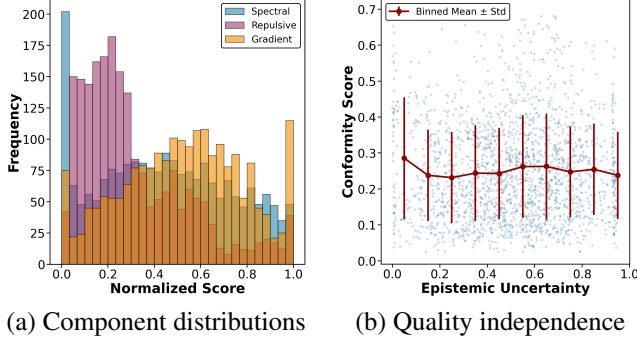 Frequency
200
175
150
125
100
75
50
25
0
0.0 0.2 0.4 0.6 0.8 1.0
Normalized Score
Spectral
Repulsive
Gradient
(a) Component distributions
Conformity Score
0.7
0.6
0.5
0.4
0.3
0.2
0.1
0.0
0.0 0.2 0.4 0.6 0.8 1.0
Epistemic Uncertainty
Binned Mean ± Std
(b) Quality independence